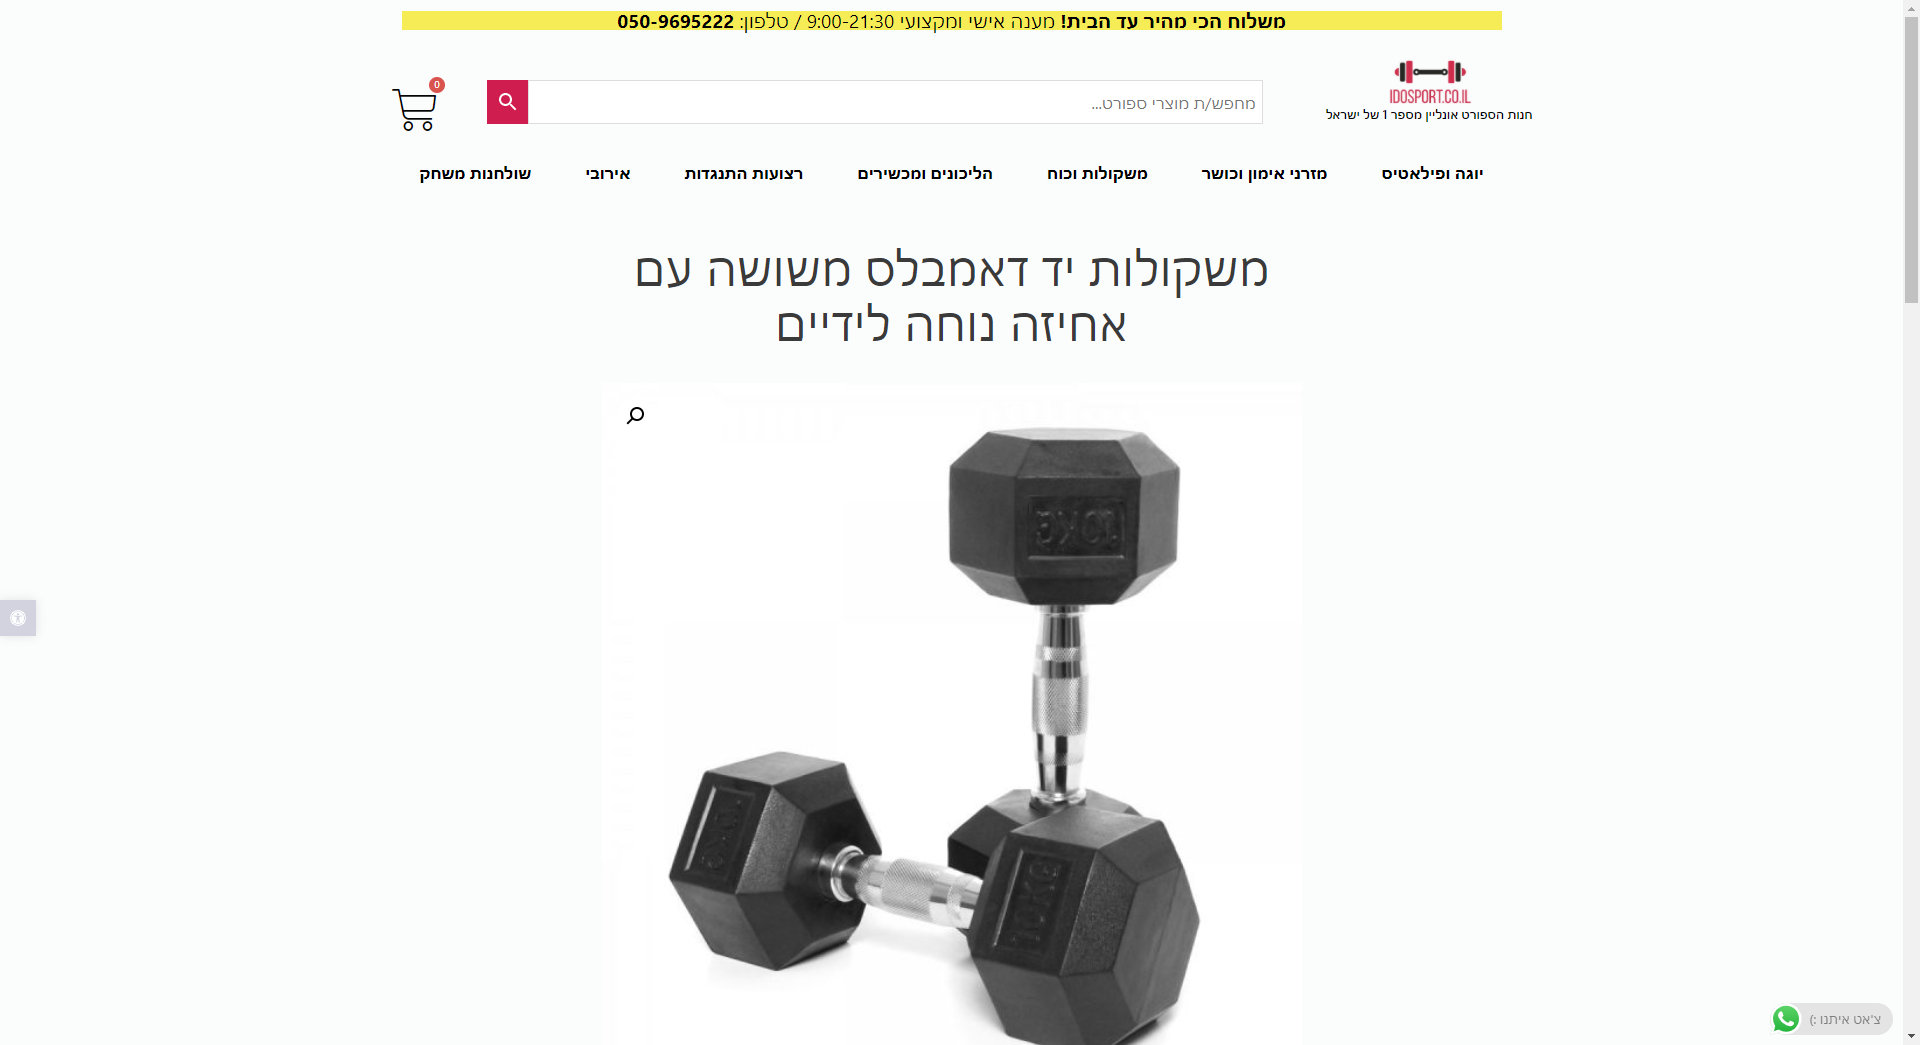 משלוח הכי מהיר עד הבית! מענה אישי ומקצועי 9:00-21:30 / טלפון: 050-9695222
IDOSPORT.CO.IL
חנות הספורט אונליין מספר 1 של ישראל
מחפש/ת מוצרי ספורט...
0
יוגה ופילאטיס
מזרני אימון וכושר
משקולות וכוח
הליכונים ומכשירים
רצועות התנגדות
אירובי
שולחנות משחק
משקולות יד דאמבלס משושה עם
אחיזה נוחה לידיים
10KG
10KG
10KG
צ'אט איתנו :)